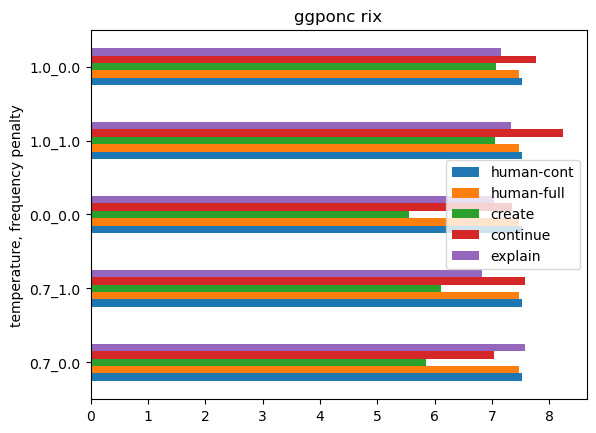 ggponc rix
temperature, frequency penalty
1.0_0.0
1.0_1.0
0.0_0.0
0.7_1.0
0.7_0.0
human-cont
human-full
create
continue
explain
0 1 2 3 4 5 6 7 8